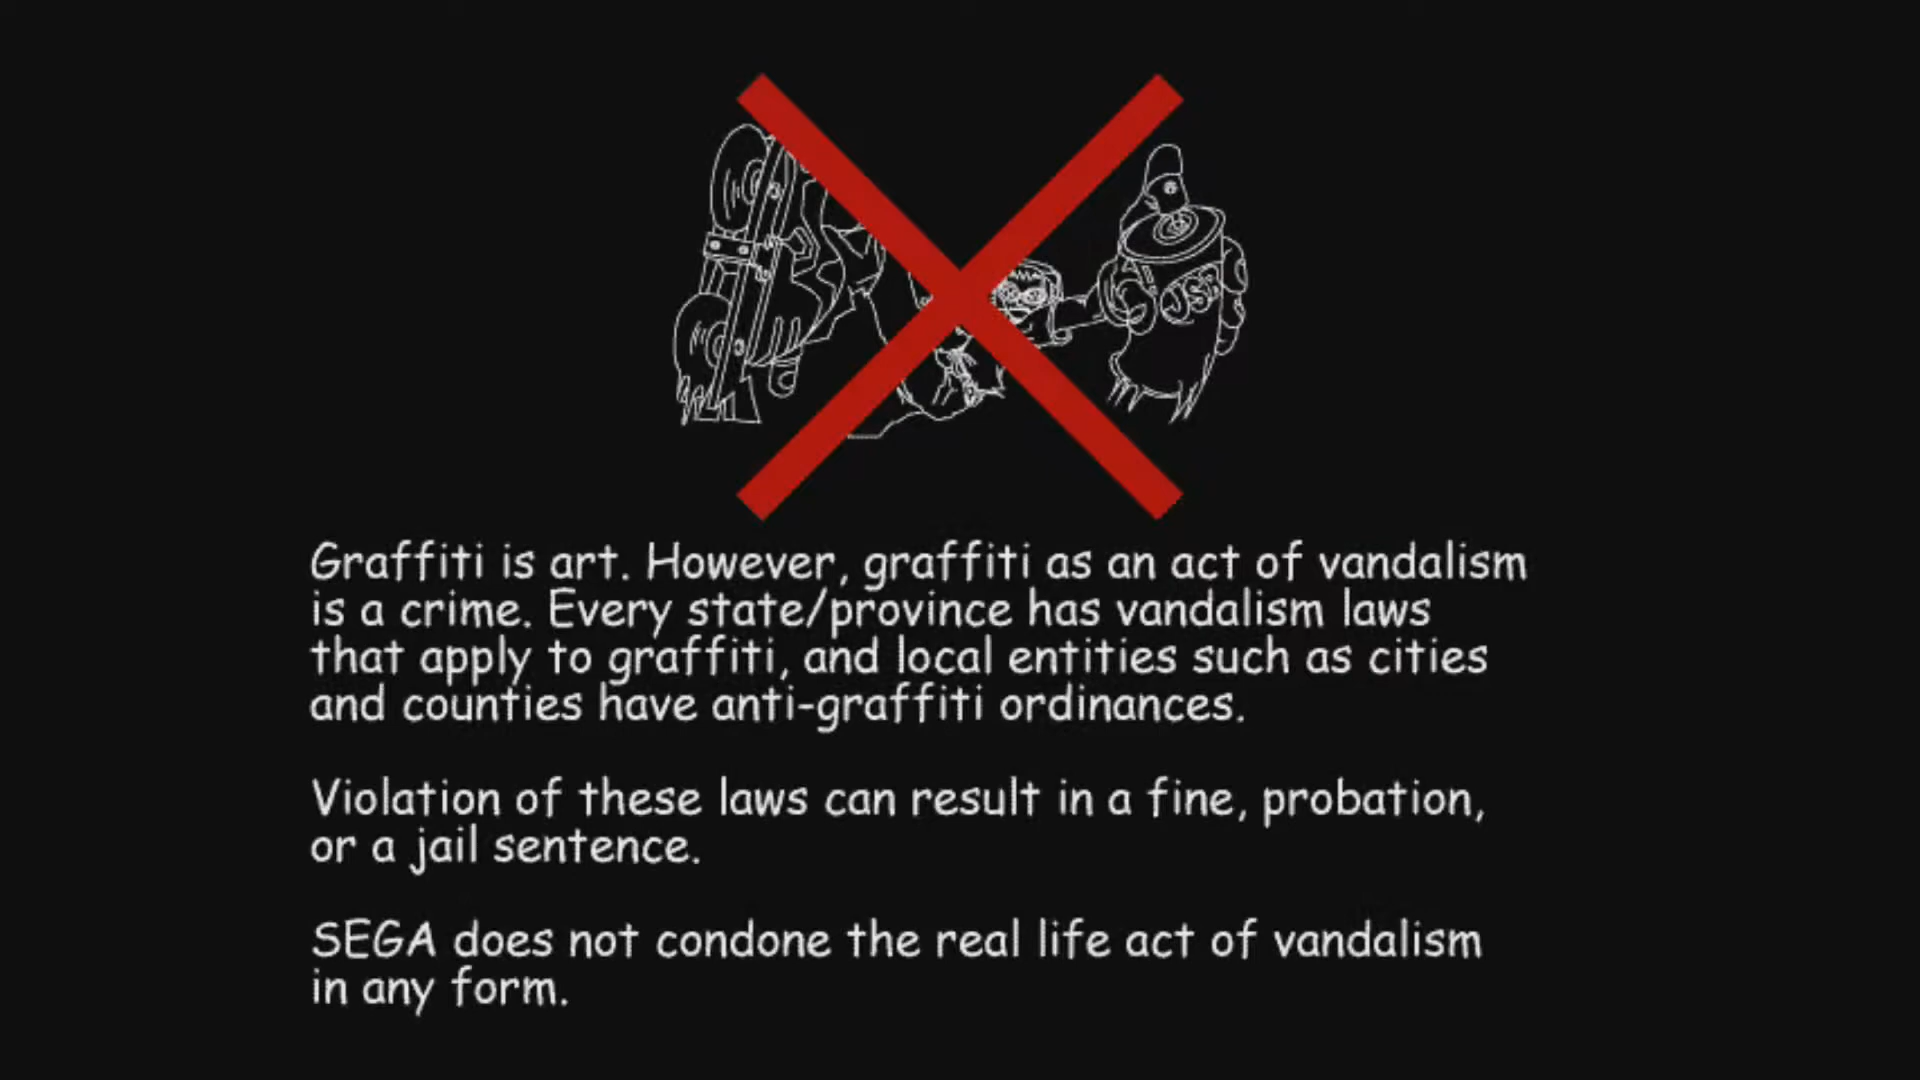 JSR
Graffiti is art. However, graffiti as an act of vandalism
is a crime. Every state/province has vandalism laws
that apply to graffiti, and local entities such as cities
and counties have anti-graffiti ordinances.
Violation of these laws can result in a fine, probation,
or a jail sentence.
SEGA does not condone the real life act of vandalism
in any form.